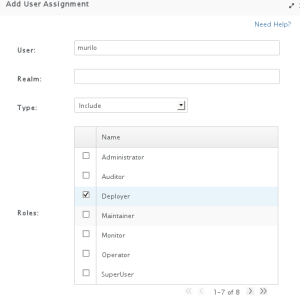 Add User Assignment
Need Help?
User: murilo
Realm:
Type: Include
Roles:
Name
Administrator
Auditor
Deployer
Maintainer
Monitor
Operator
SuperUser
1-7 of 8